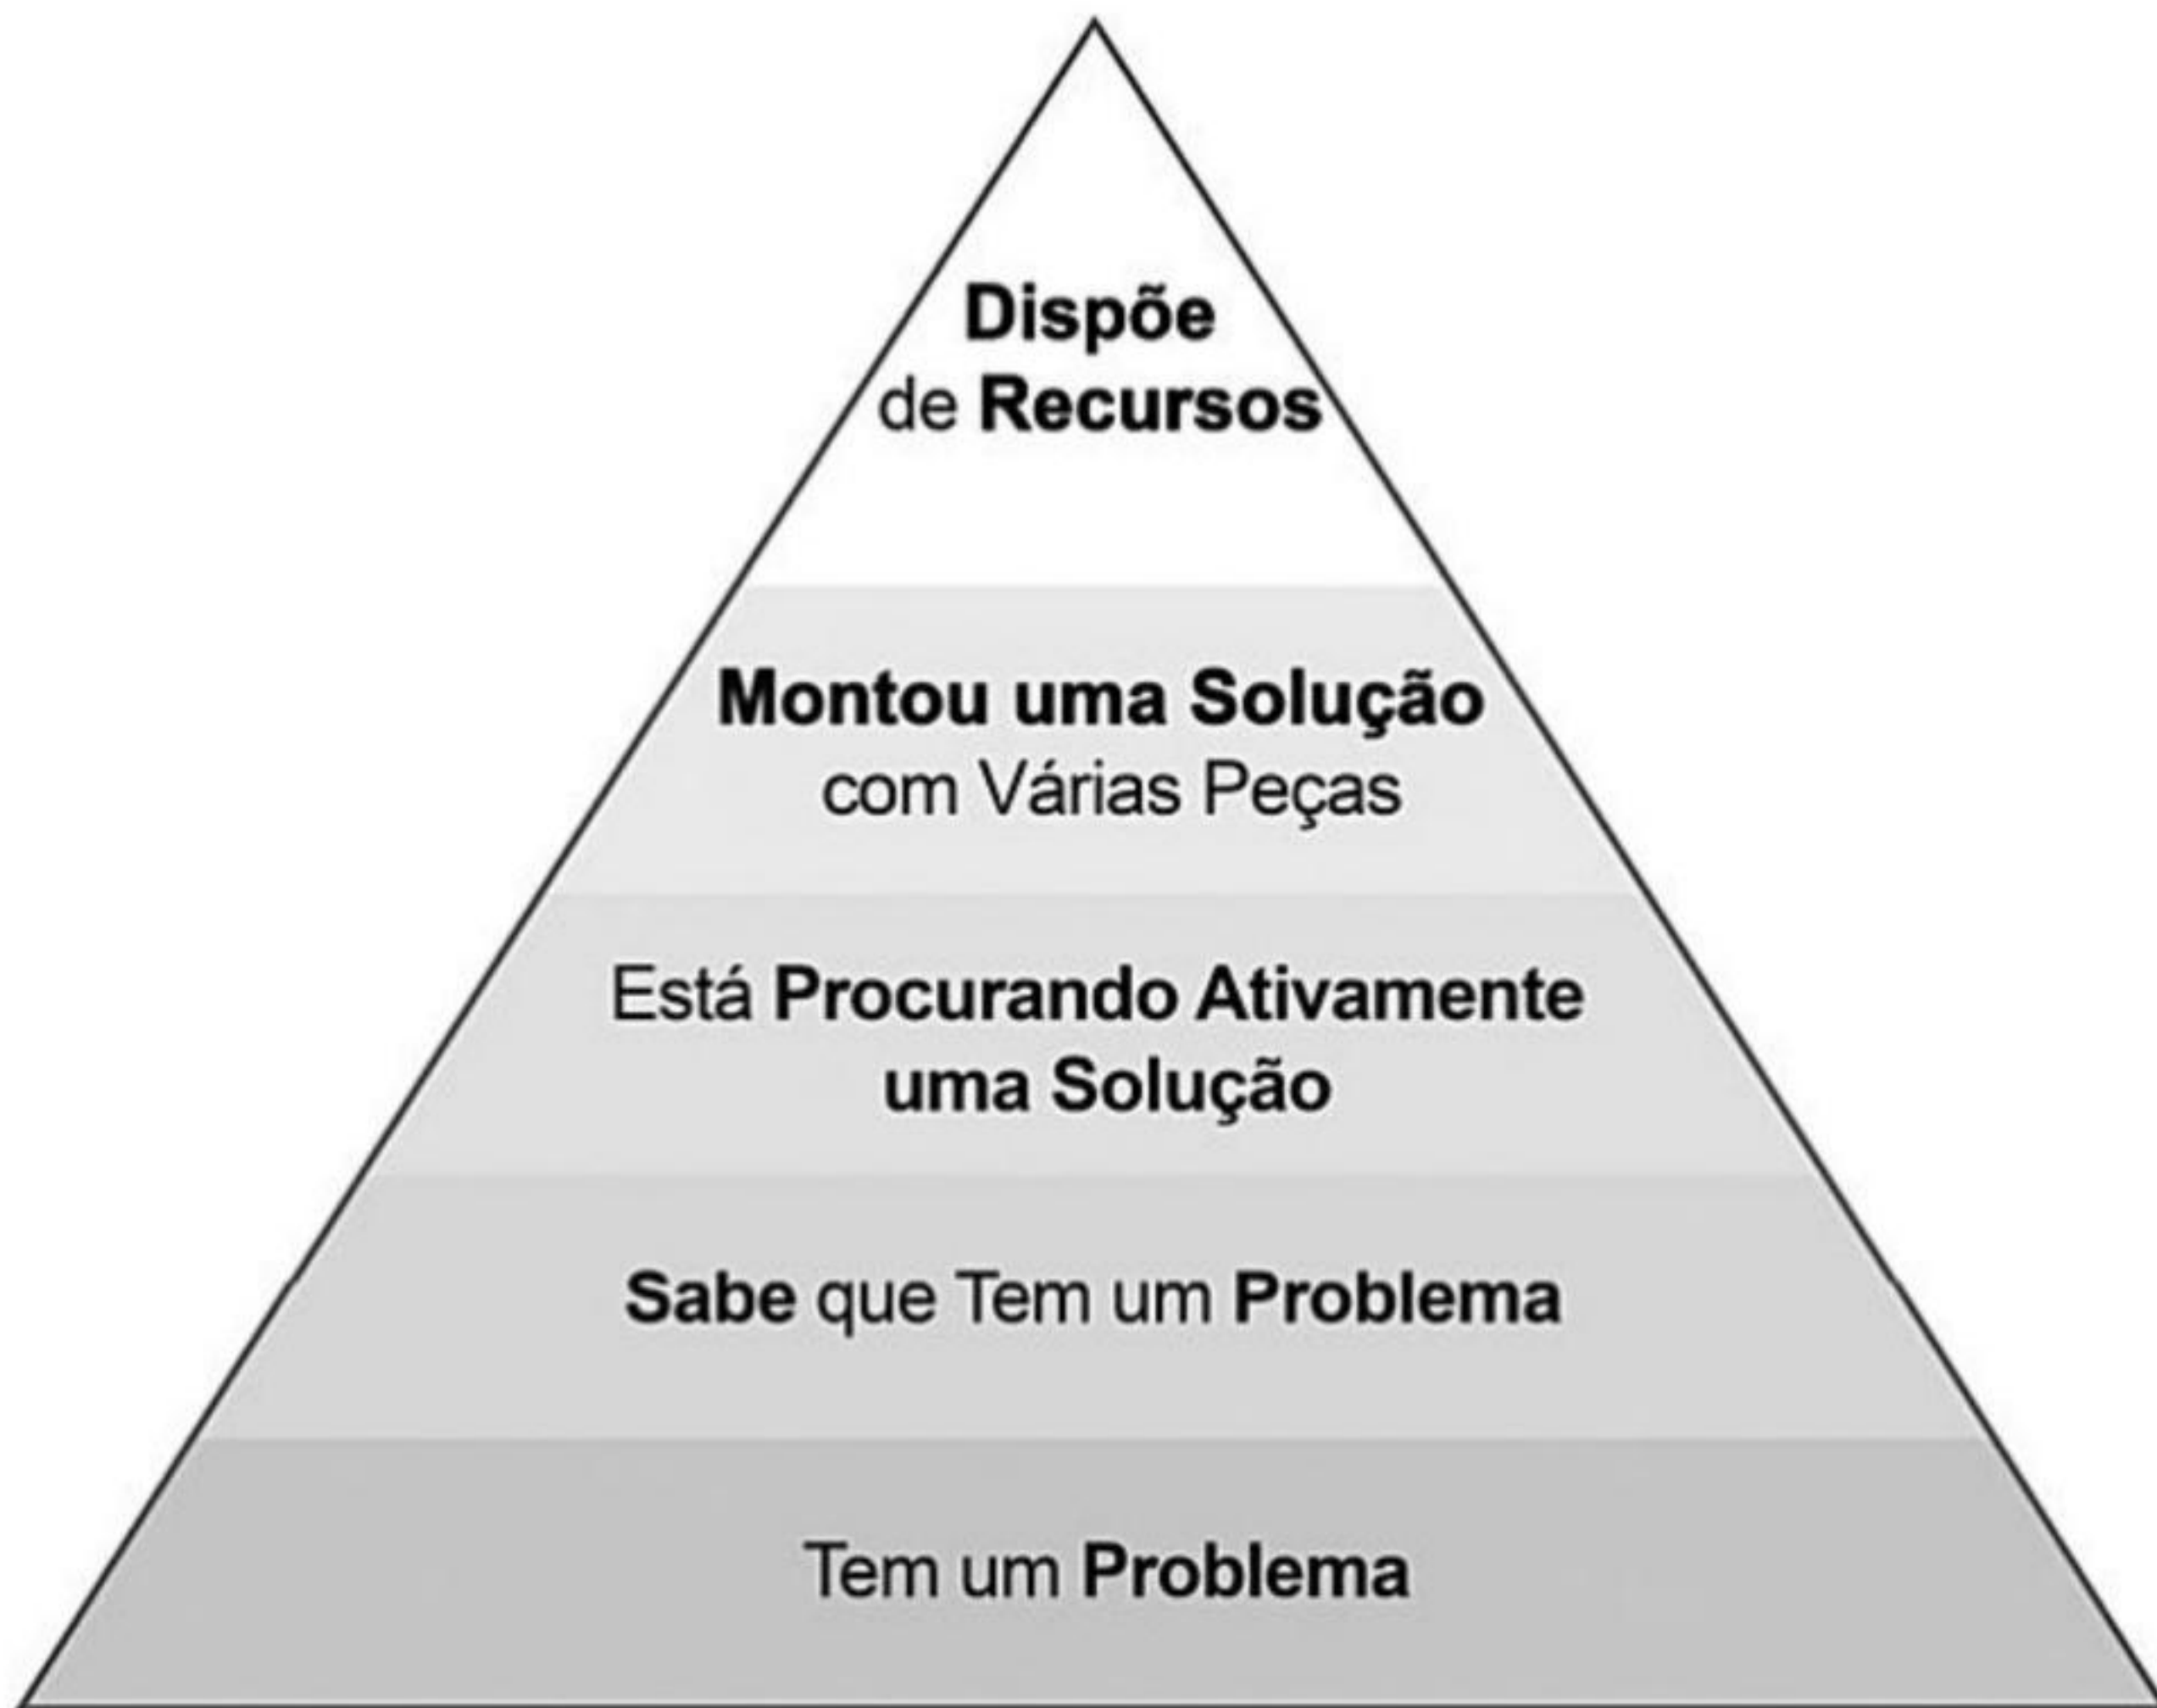 Dispõe
de Recursos
Montou uma Solução
com Várias Peças
Está Procurando Ativamente
uma Solução
Sabe que Tem um Problema
Tem um Problema